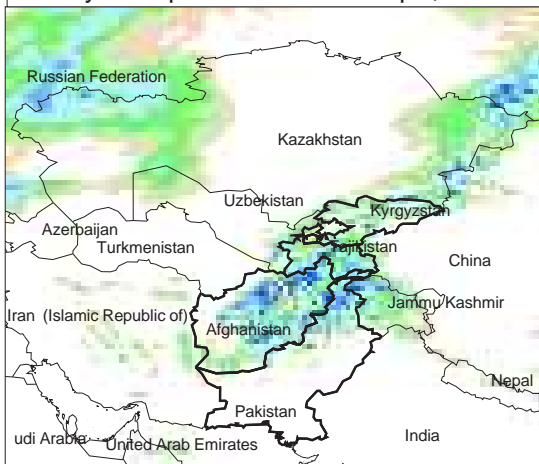 Russian Federation
Kazakhstan
Uzbekistan
Kyrgyzstan
Azerbaijan
Turkmenistan
Tajikistan
China
Iran (Islamic Republic of)
Jammu/Kashmir
Afghanistan
Nepal
Pakistan
udi Arabia
United Arab Emirates
India